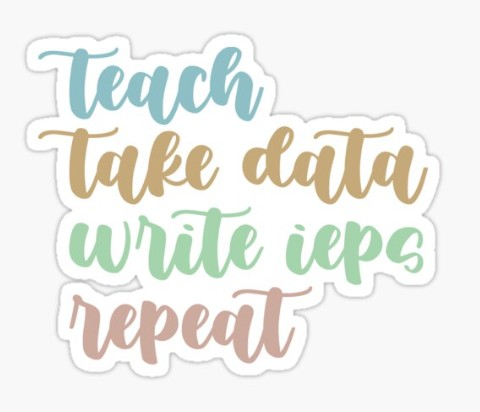 teach
take data
write ieps
repeat